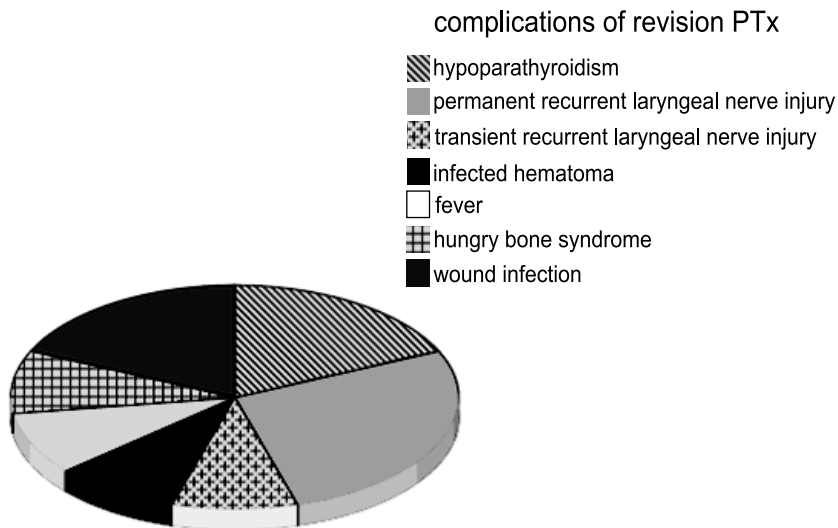 complications of revision PTx
hypoparathyroidism
permanent recurrent laryngeal nerve injury
transient recurrent laryngeal nerve injury
infected hematoma
fever
hungry bone syndrome
wound infection